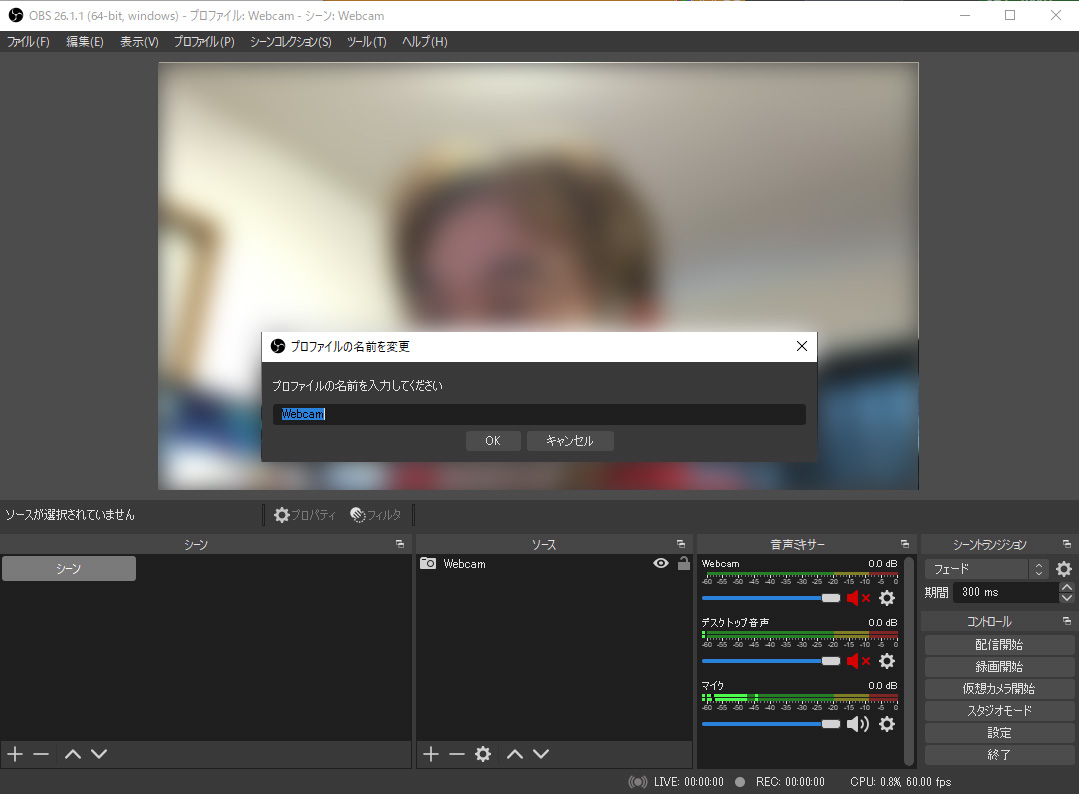 OBS 26.1.1 (64-bit, windows) - プロファイル: Webcam - シーン: Webcam
ファイル(F) 編集(E) 表示(V) プロファイル(P) シーンコレクション(S) ツール(T) ヘルプ(H)
プロファイルの名前を変更
プロファイルの名前を入力してください
Webcam
OK キャンセル
ソースが選択されていません プロパティ フィルタ
シーン
シーン
ソース
Webcam
音声ミキサー
Webcam 0.0 dB
-60 -55 -50 -45 -40 -35 -30 -25 -20 -15 -10 -5 0
デスクトップ音声 0.0 dB
-60 -55 -50 -45 -40 -35 -30 -25 -20 -15 -10 -5 0
マイク 0.0 dB
-60 -55 -50 -45 -40 -35 -30 -25 -20 -15 -10 -5 0
シーントランジション
フェード
期間 300 ms
コントロール
配信開始
録画開始
仮想カメラ開始
スタジオモード
設定
終了
LIVE: 00:00:00 REC: 00:00:00 CPU: 0.8%, 60.00 fps